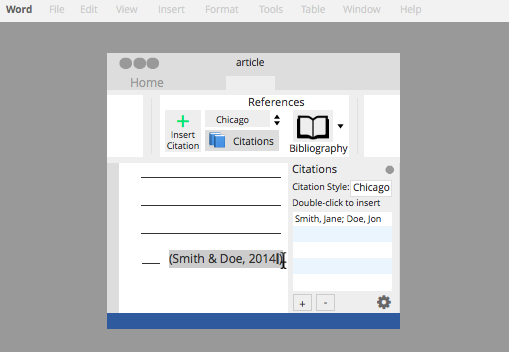 Word File Edit View Insert Format Tools Table Window Help
article
Home
References
Insert
Citation
Chicago
Citations
Bibliography
(Smith & Doe, 2014)
Citations
Citation Style: Chicago
Double-click to insert
Smith, Jane; Doe, Jon
+ -